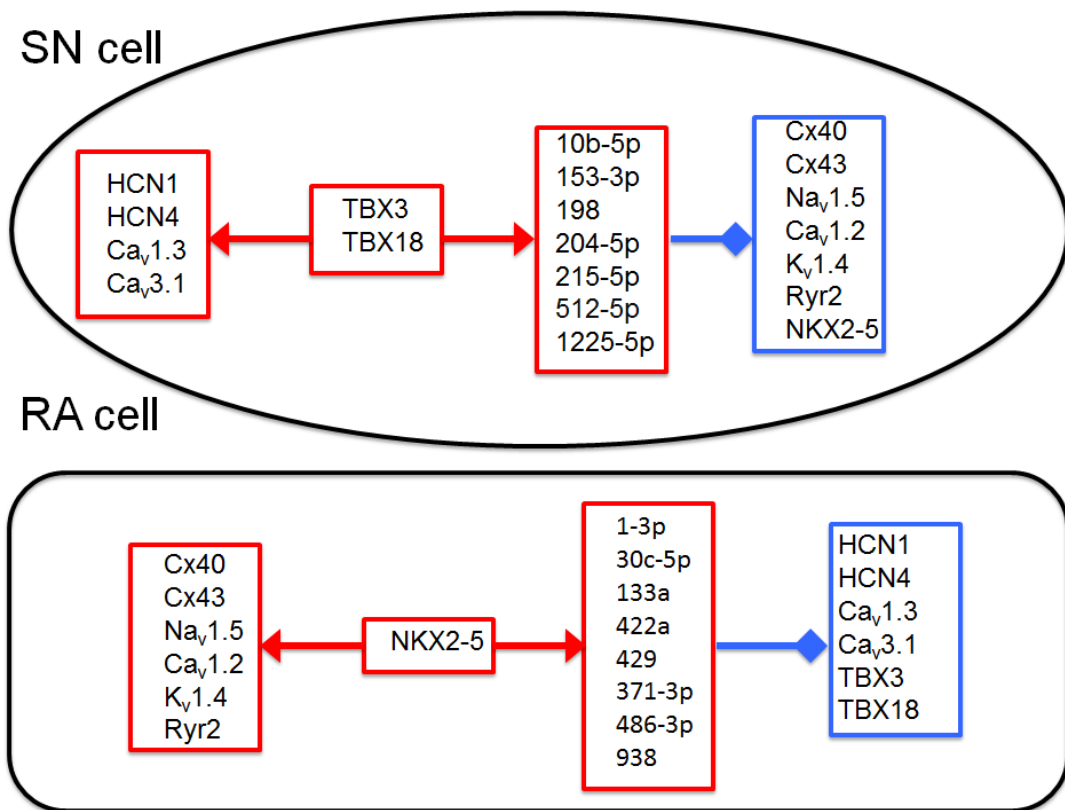 SN cell
HCN1
HCN4
Cav1.3
Cav3.1
TBX3
TBX18
10b-5p
153-3p
198
204-5p
215-5p
512-5p
1225-5p
Cx40
Cx43
Nav1.5
Cav1.2
Kv1.4
Ryr2
NKX2-5
RA cell
Cx40
Cx43
Nav1.5
Cav1.2
Kv1.4
Ryr2
NKX2-5
1-3p
30c-5p
133a
422a
429
371-3p
486-3p
938
HCN1
HCN4
Cav1.3
Cav3.1
TBX3
TBX18